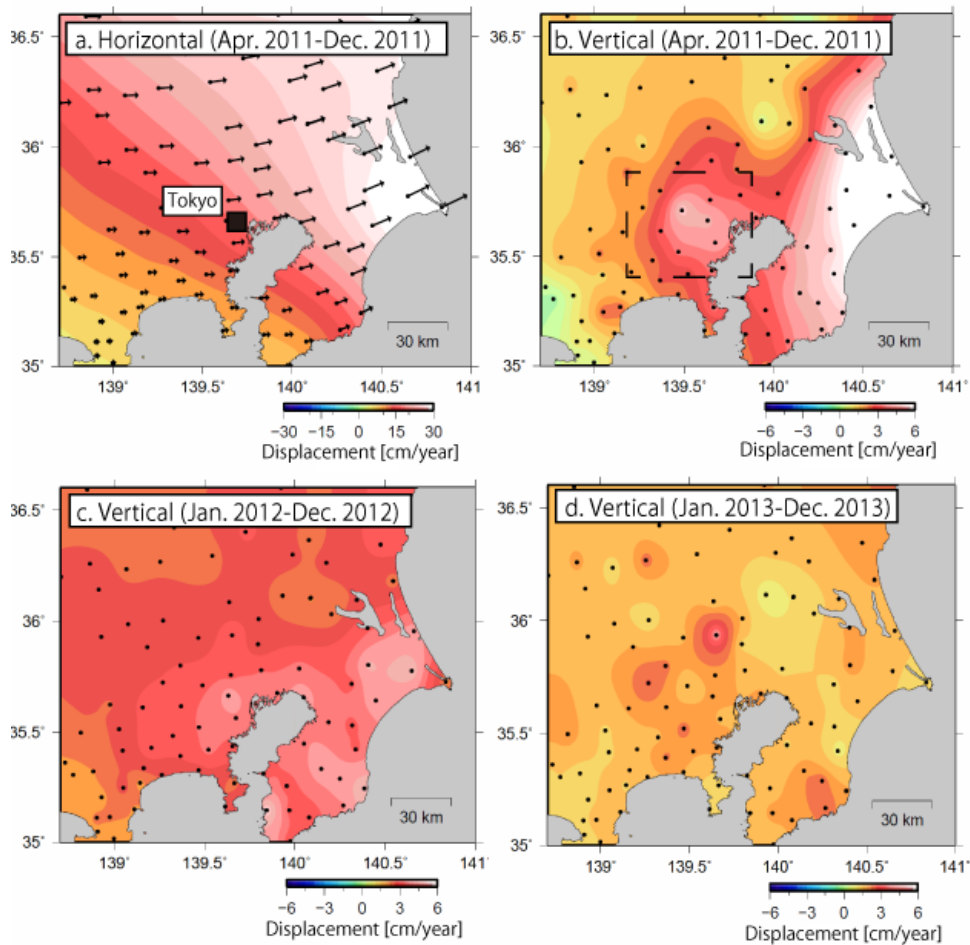 a. Horizontal (Apr. 2011-Dec. 2011)
b. Vertical (Apr. 2011-Dec. 2011)
36.5˚
36˚
35.5˚
35˚
Tokyo
30 km
139˚
139.5˚
140˚
140.5˚
141˚
−30 −15 0 15 30
Displacement [cm/year]
36.5˚
36˚
35.5˚
35˚
30 km
139˚
139.5˚
140˚
140.5˚
141˚
−6 −3 0 3 6
Displacement [cm/year]
c. Vertical (Jan. 2012-Dec. 2012)
d. Vertical (Jan. 2013-Dec. 2013)
36.5˚
36˚
35.5˚
35˚
30 km
139˚
139.5˚
140˚
140.5˚
141˚
−6 −3 0 3 6
Displacement [cm/year]
36.5˚
36˚
35.5˚
35˚
30 km
139˚
139.5˚
140˚
140.5˚
141˚
−6 −3 0 3 6
Displacement [cm/year]